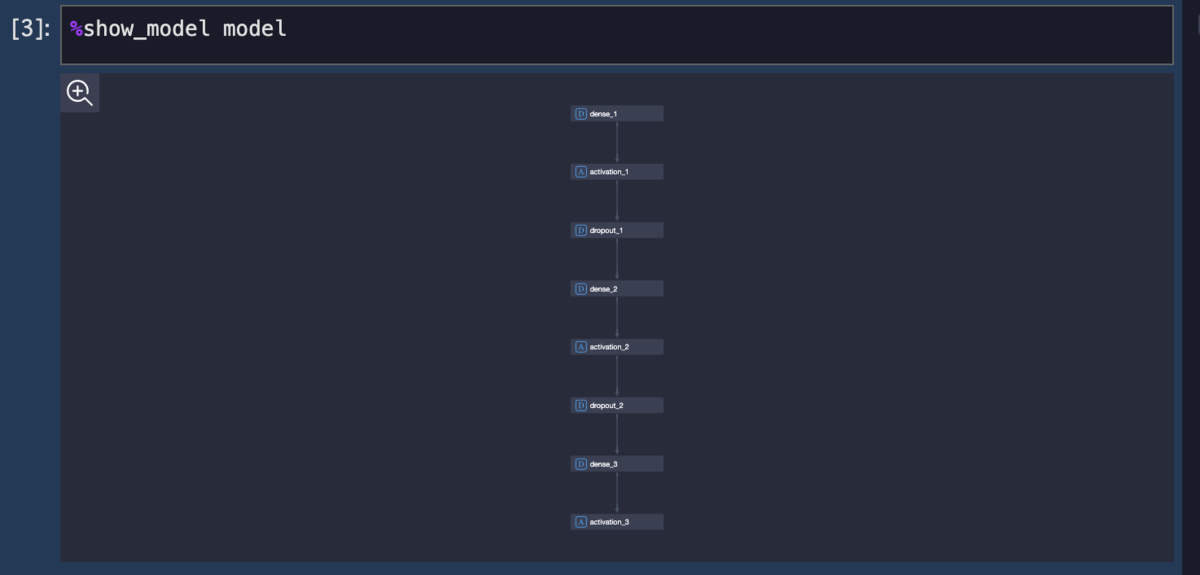 [3]: %show_model model
D dense_1
A activation_1
D dropout_1
D dense_2
A activation_2
D dropout_2
D dense_3
A activation_3